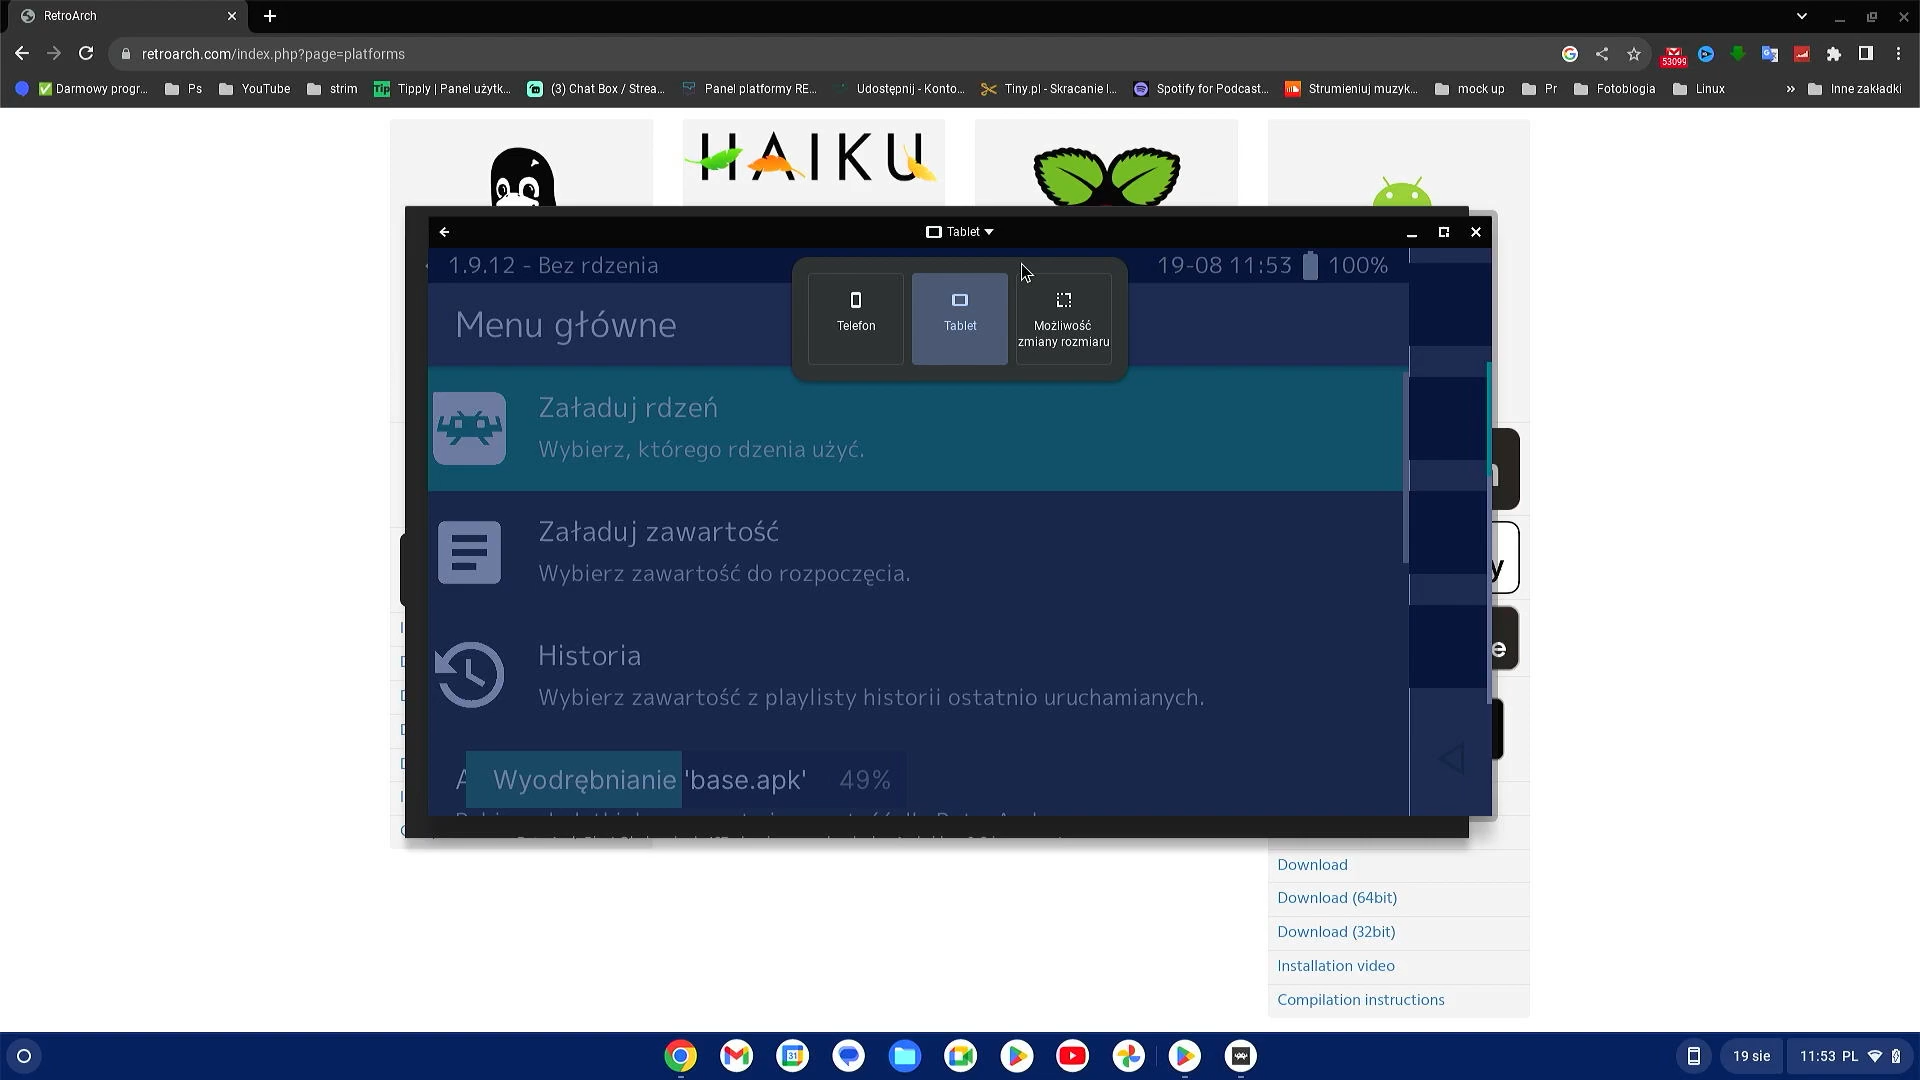 RetroArch
retroarch.com/index.php?page=platforms
53099
Darmowy progr...
Ps
YouTube
strim
Tip
Tipply | Panel użytk...
(3) Chat Box / Strea...
Panel platformy RE...
Udostępnij - Konto...
Tiny.pl - Skracanie l...
Spotify for Podcast...
Strumieniuj muzyk...
mock up
Pr
Fotoblogia
Linux
»
Inne zakładki
HAIKU
Tablet
1.9.12 - Bez rdzenia
19-08 11:53
100%
Telefon
Tablet
Możliwość
zmiany rozmiaru
Menu główne
Załaduj rdzeń
Wybierz, którego rdzenia użyć.
Załaduj zawartość
Wybierz zawartość do rozpoczęcia.
Historia
Wybierz zawartość z playlisty historii ostatnio uruchamianych.
Wyodrębnianie 'base.apk' 49%
y
e
Download
Download (64bit)
Download (32bit)
Installation video
Compilation instructions
31
19 sie
11:53 PL